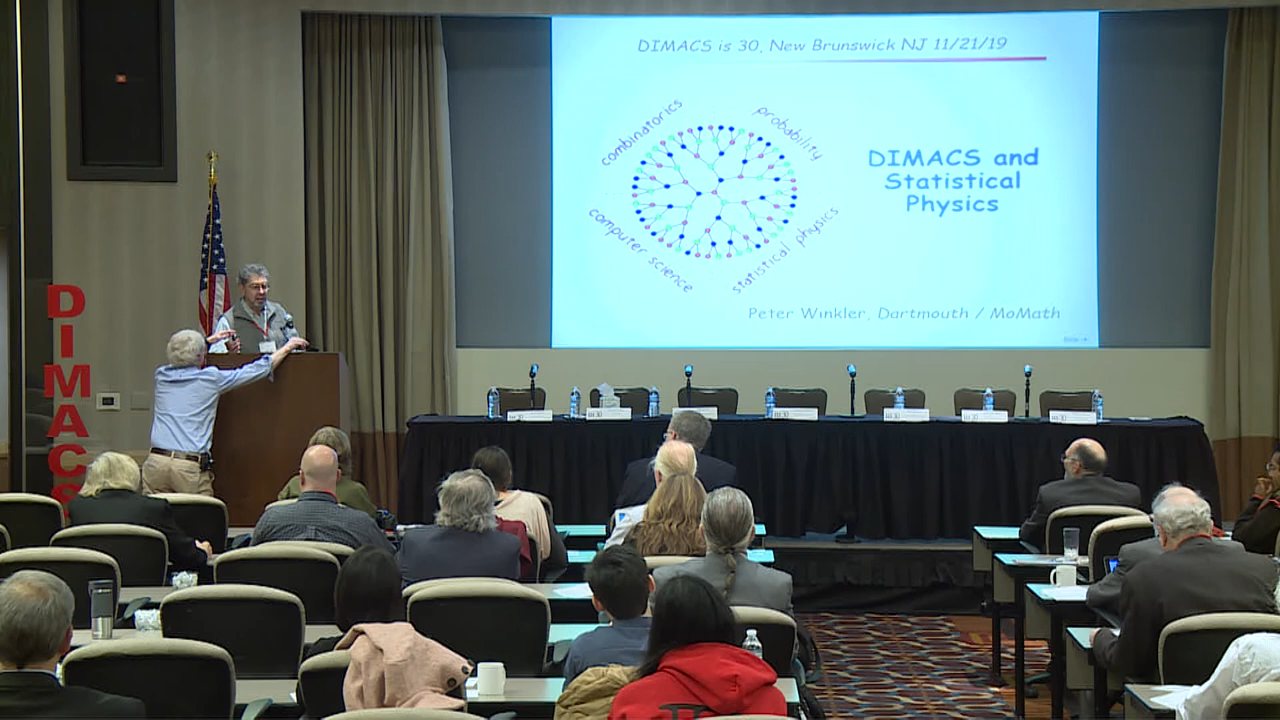 DIMACS is 30, New Brunswick NJ 11/21/19
combinatorics
probability
DIMACS and
Statistical
Physics
computer science
statistical physics
Peter Winkler, Dartmouth / MoMath
DIMACS